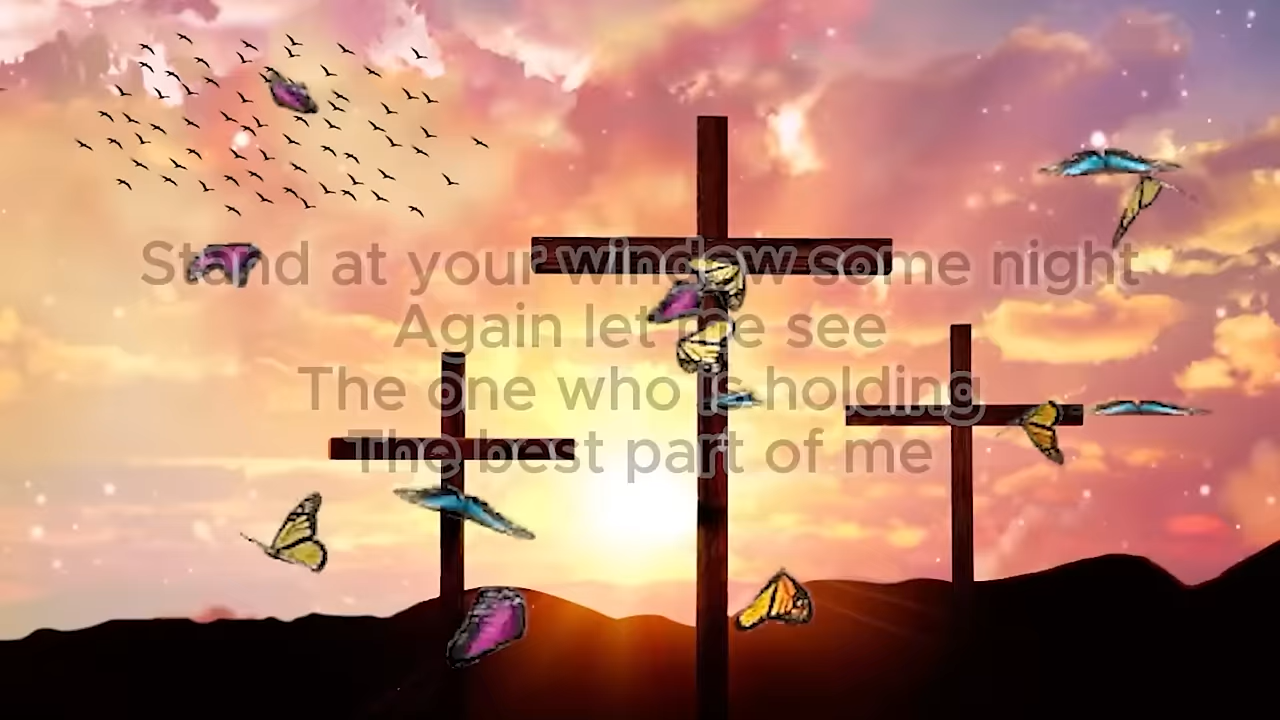 Stand at your window some night
Again let me see
The one who is holding
The best part of me